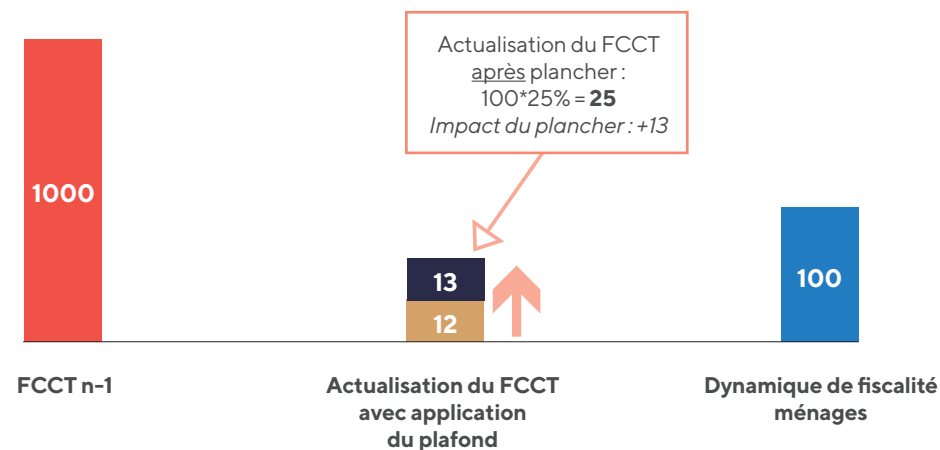 Actualisation du FCCT
après plancher :
100*25% = 25
Impact du plancher : +13
1000
13
12
100
FCCT n-1
Actualisation du FCCT
avec application
du plafond
Dynamique de fiscalité
ménages